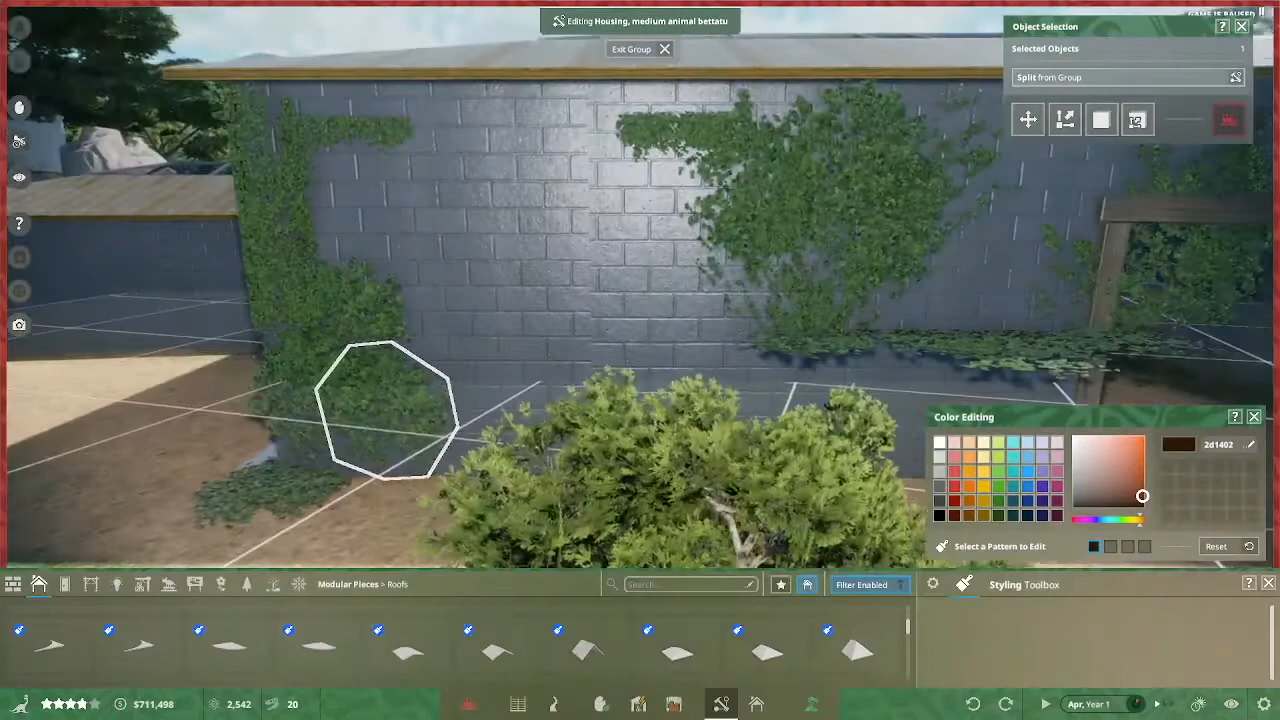 Editing Housing, medium animal bettatu
Exit Group
GAME IS PAUSED
Object Selection
?
Selected Objects 1
Split from Group
?
Color Editing
?
2d1402
Select a Pattern to Edit
Reset
Modular Pieces > Roofs
Search...
Filter Enabled
Styling Toolbox
?
$711,498
2,542
20
Apr, Year 1